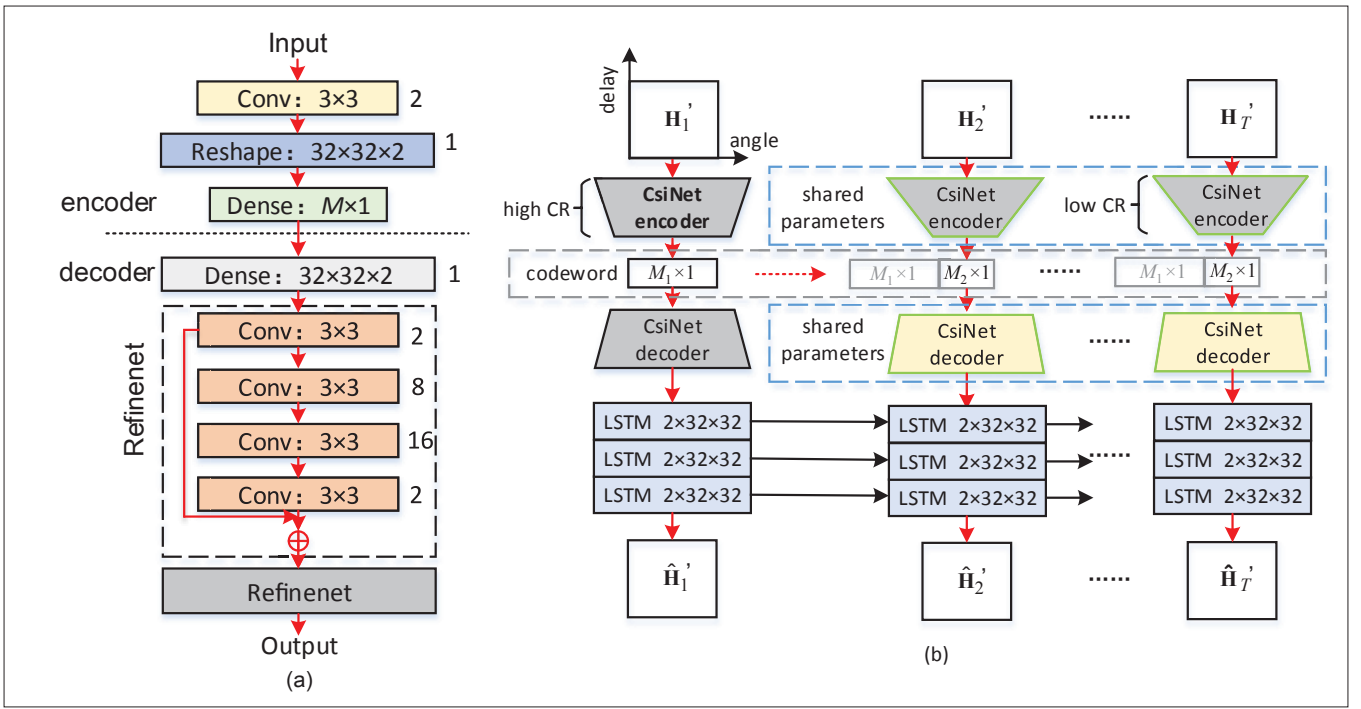 Input
Conv： 3×3 2
Reshape： 32×32×2 1
encoder
Dense： M×1
decoder
Dense： 32×32×2 1
Refinenet
Conv： 3×3 2
Conv： 3×3 8
Conv： 3×3 16
Conv： 3×3 2
Refinenet
Output
(a)
delay
angle
H1' H2' ...... HT'
high CR
CsiNet
encoder
shared
parameters
CsiNet
encoder
low CR
CsiNet
encoder
codeword
M1×1 M1×1 M2×1 ...... M1×1 M2×1
CsiNet
decoder
shared
parameters
CsiNet
decoder
......
CsiNet
decoder
LSTM 2×32×32 LSTM 2×32×32 LSTM 2×32×32
LSTM 2×32×32 LSTM 2×32×32 ...... LSTM 2×32×32
LSTM 2×32×32 LSTM 2×32×32 LSTM 2×32×32
Ĥ1' Ĥ2' ...... ĤT'
(b)